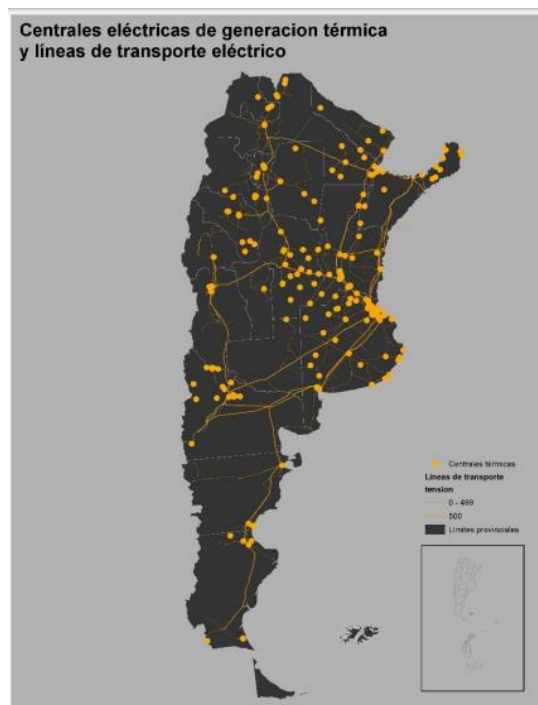 Centrales eléctricas de generacion térmica
y líneas de transporte eléctrico
Centrales térmicas
Líneas de transporte
tension
0 - 499
500
Límites provinciales